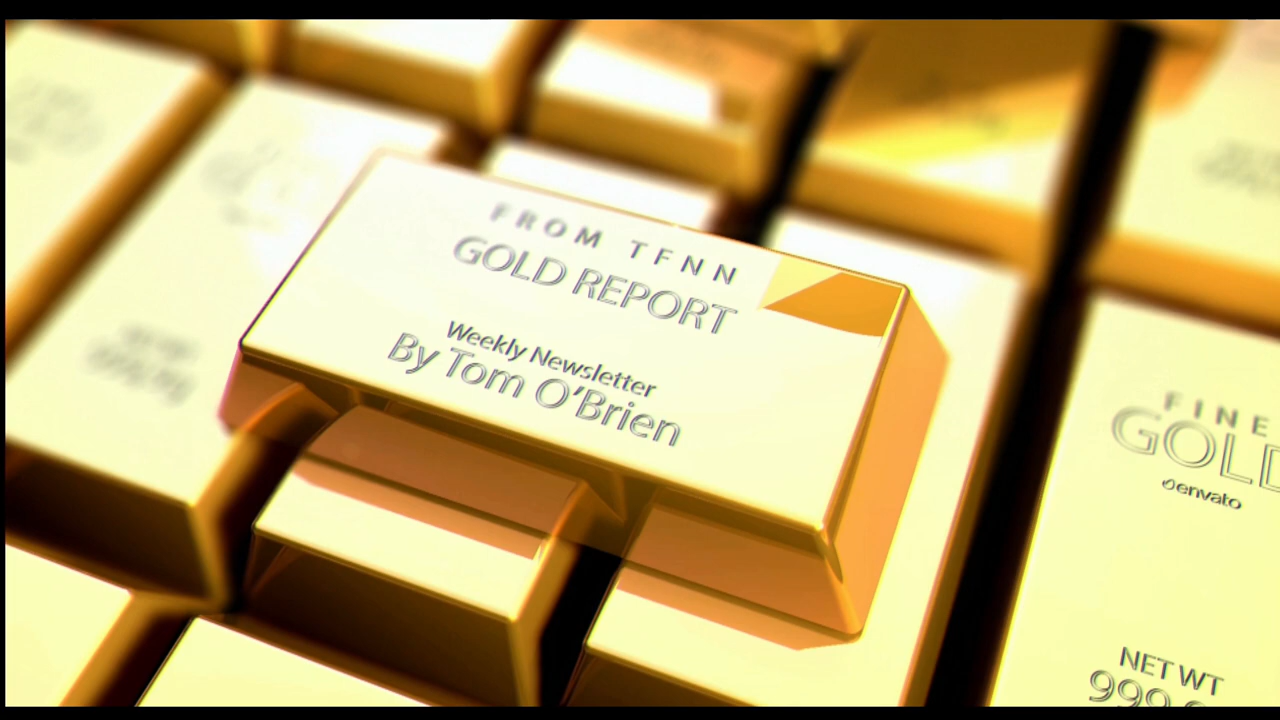 FROM TFNN
GOLD REPORT
Weekly Newsletter
By Tom O'Brien
FINE
GOLD
envato
NET WT